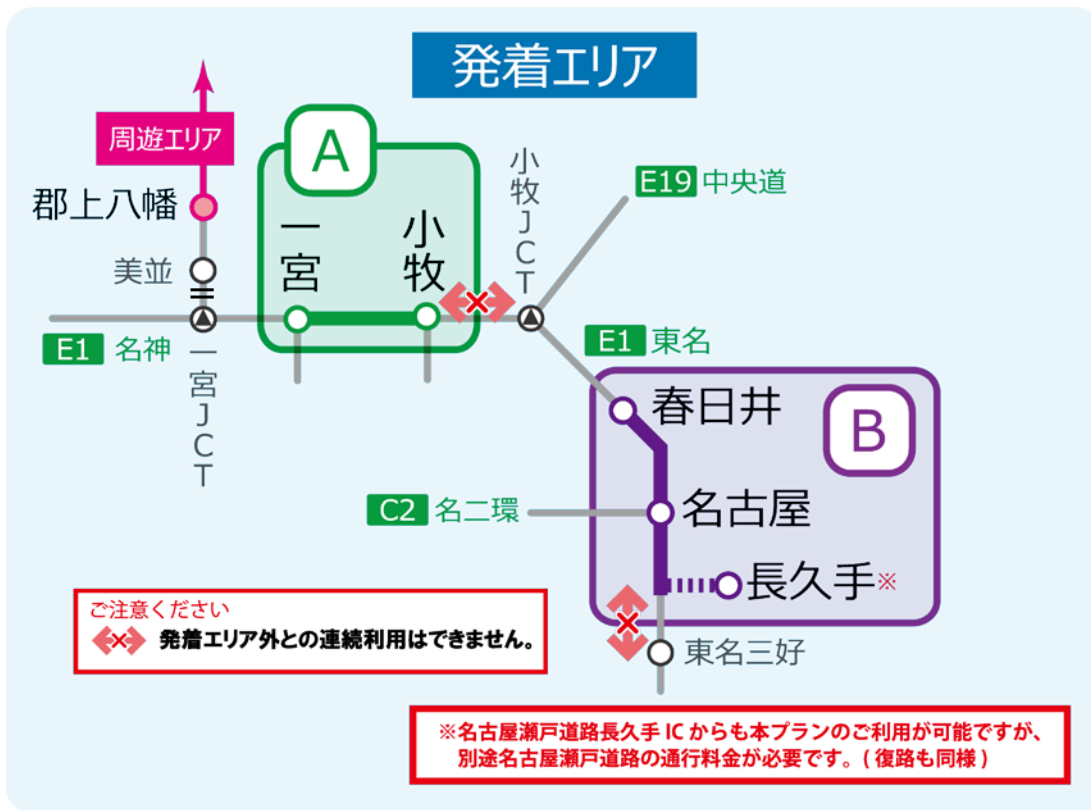 発着エリア
周遊エリア
A
小牧JCT
E19 中央道
郡上八幡
一宮
小牧
美並
E1 名神
一宮JCT
E1 東名
春日井
B
C2 名二環
名古屋
長久手※
ご注意ください
発着エリア外との連続利用はできません。
東名三好
※名古屋瀬戸道路長久手ICからも本プランのご利用が可能ですが、
別途名古屋瀬戸道路の通行料金が必要です。(復路も同様)